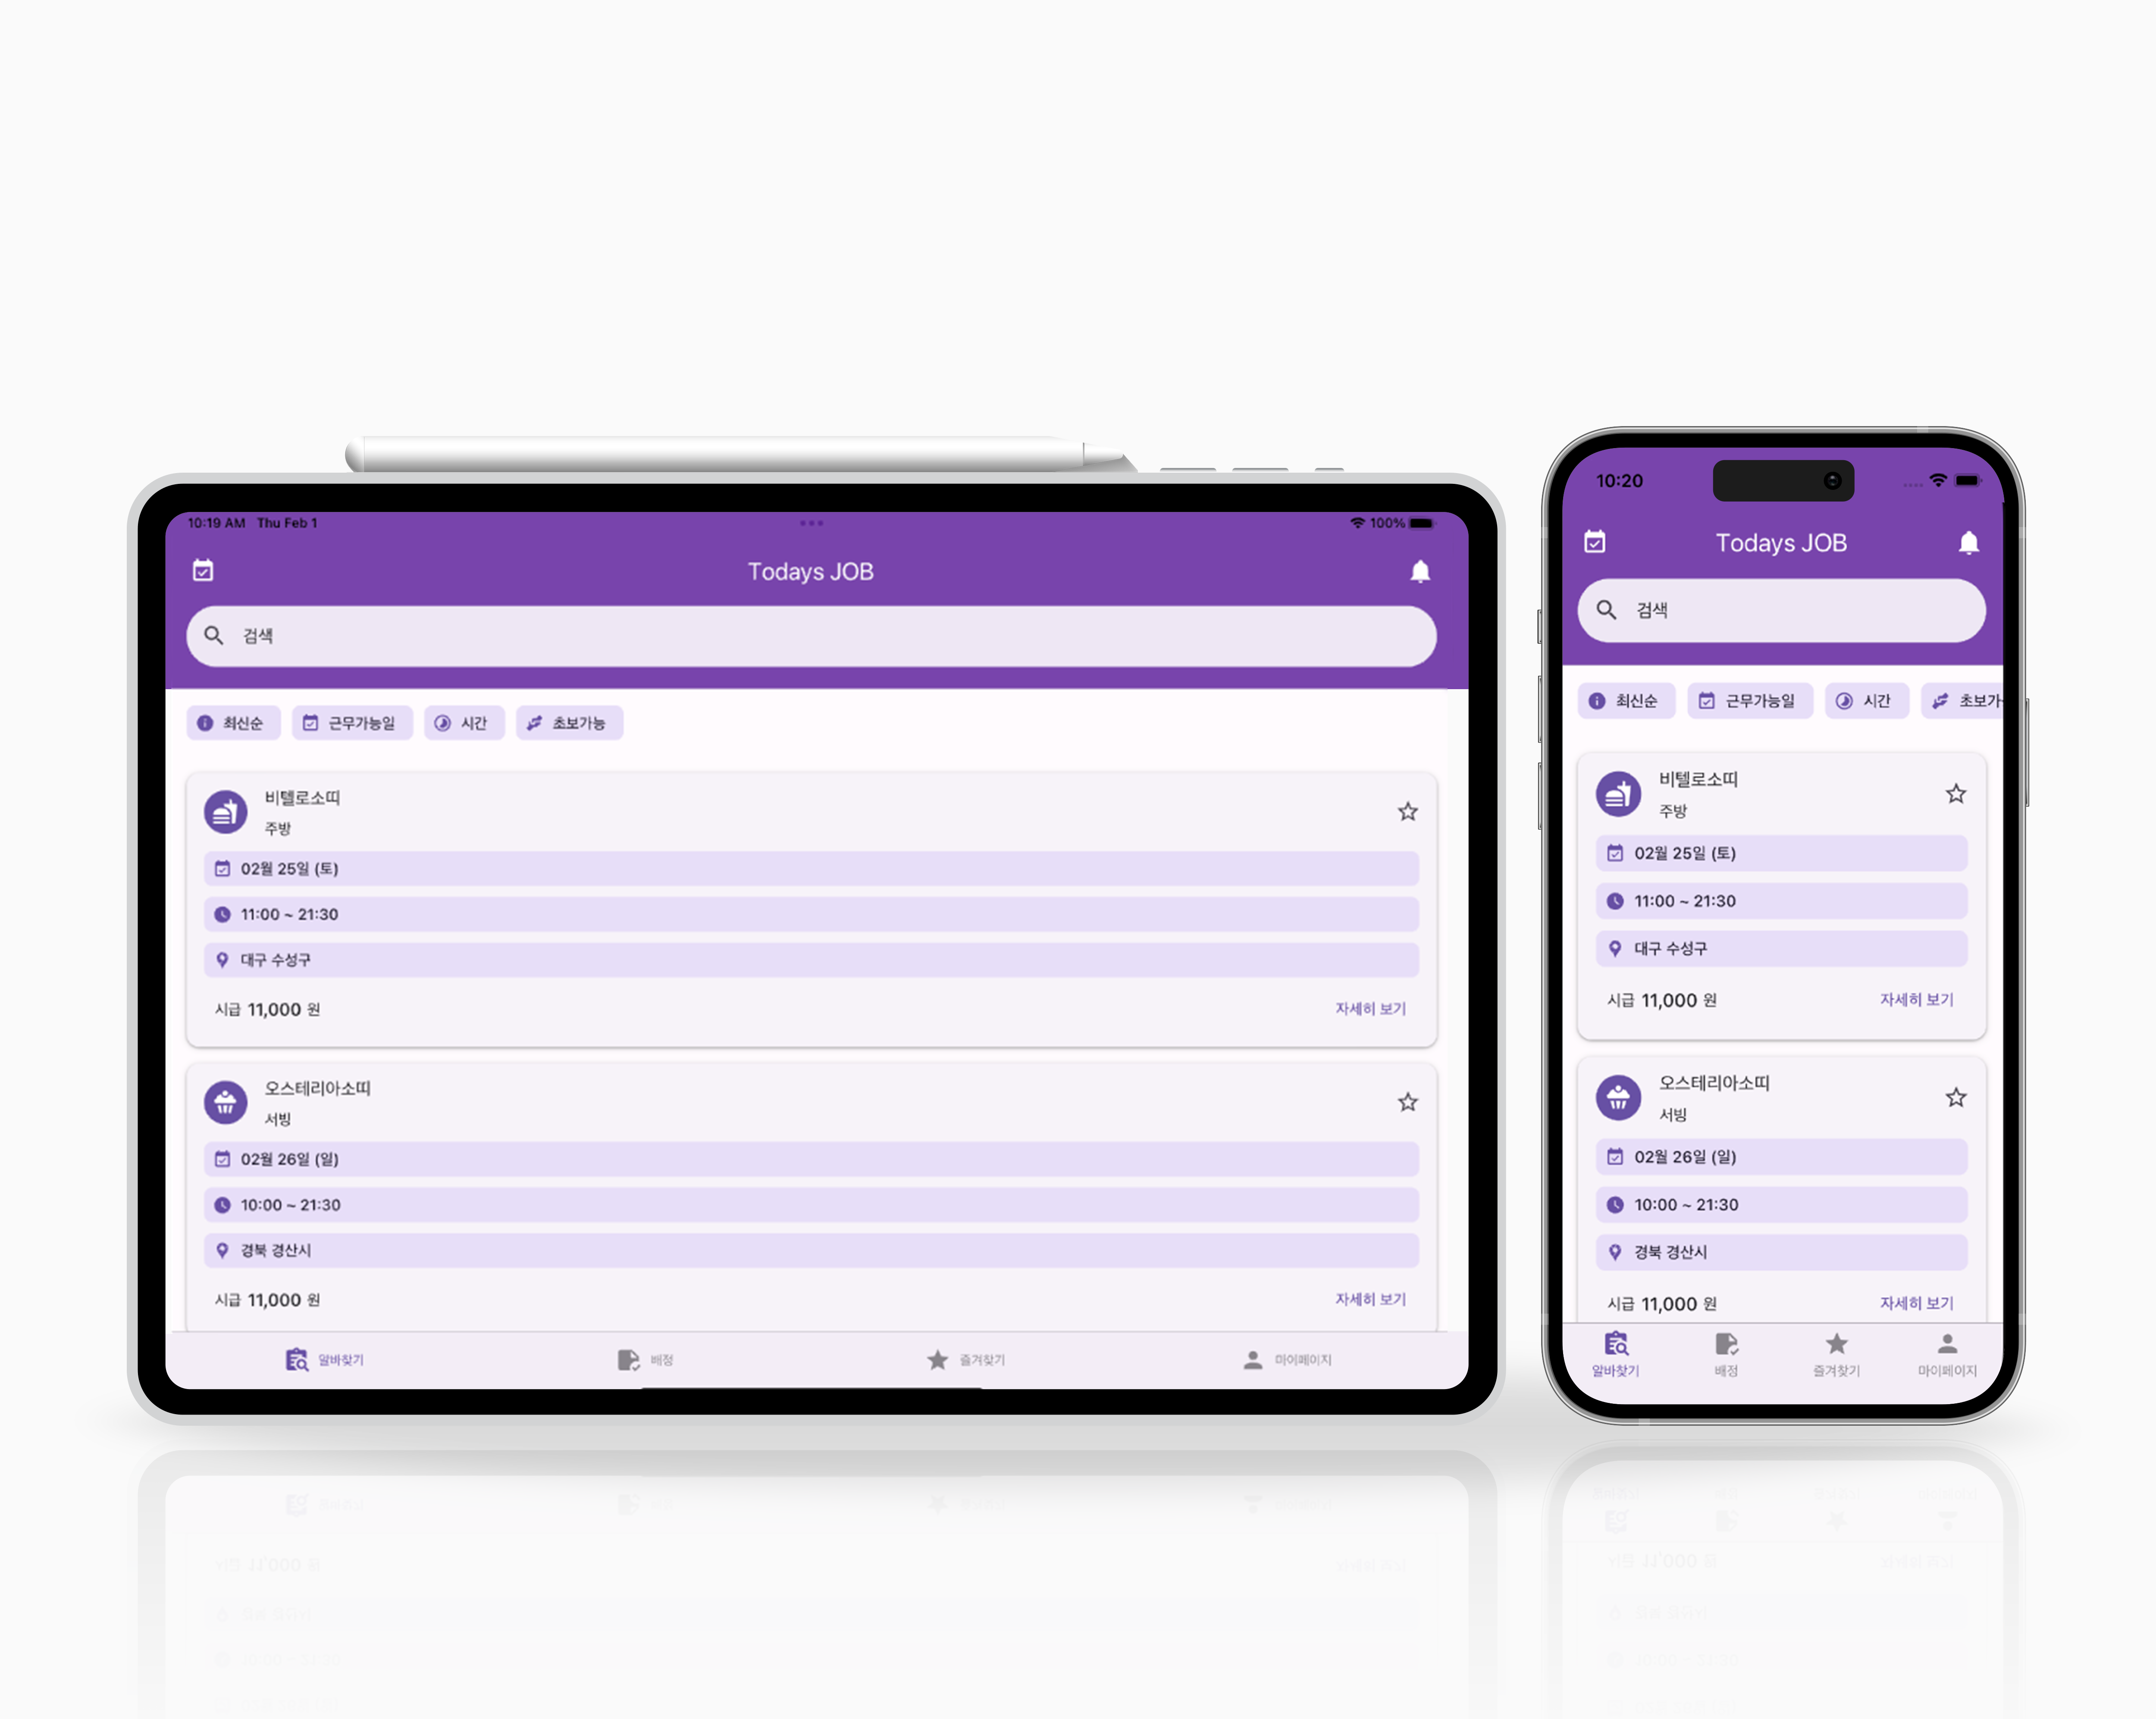 10:19 AM Thu Feb 1
100%
Todays JOB
검색
최신순 근무가능일 시간 초보가능
비텔로소띠
주방
02월 25일 (토)
11:00 ~ 21:30
대구 수성구
시급 11,000 원 자세히 보기
오스테리아소띠
서빙
02월 26일 (일)
10:00 ~ 21:30
경북 경산시
시급 11,000 원 자세히 보기
알바찾기 배정 즐겨찾기 마이페이지
10:20
Todays JOB
검색
최신순 근무가능일 시간 초보가
비텔로소띠
주방
02월 25일 (토)
11:00 ~ 21:30
대구 수성구
시급 11,000 원 자세히 보기
오스테리아소띠
서빙
02월 26일 (일)
10:00 ~ 21:30
경북 경산시
시급 11,000 원 자세히 보기
알바찾기 배정 즐겨찾기 마이페이지